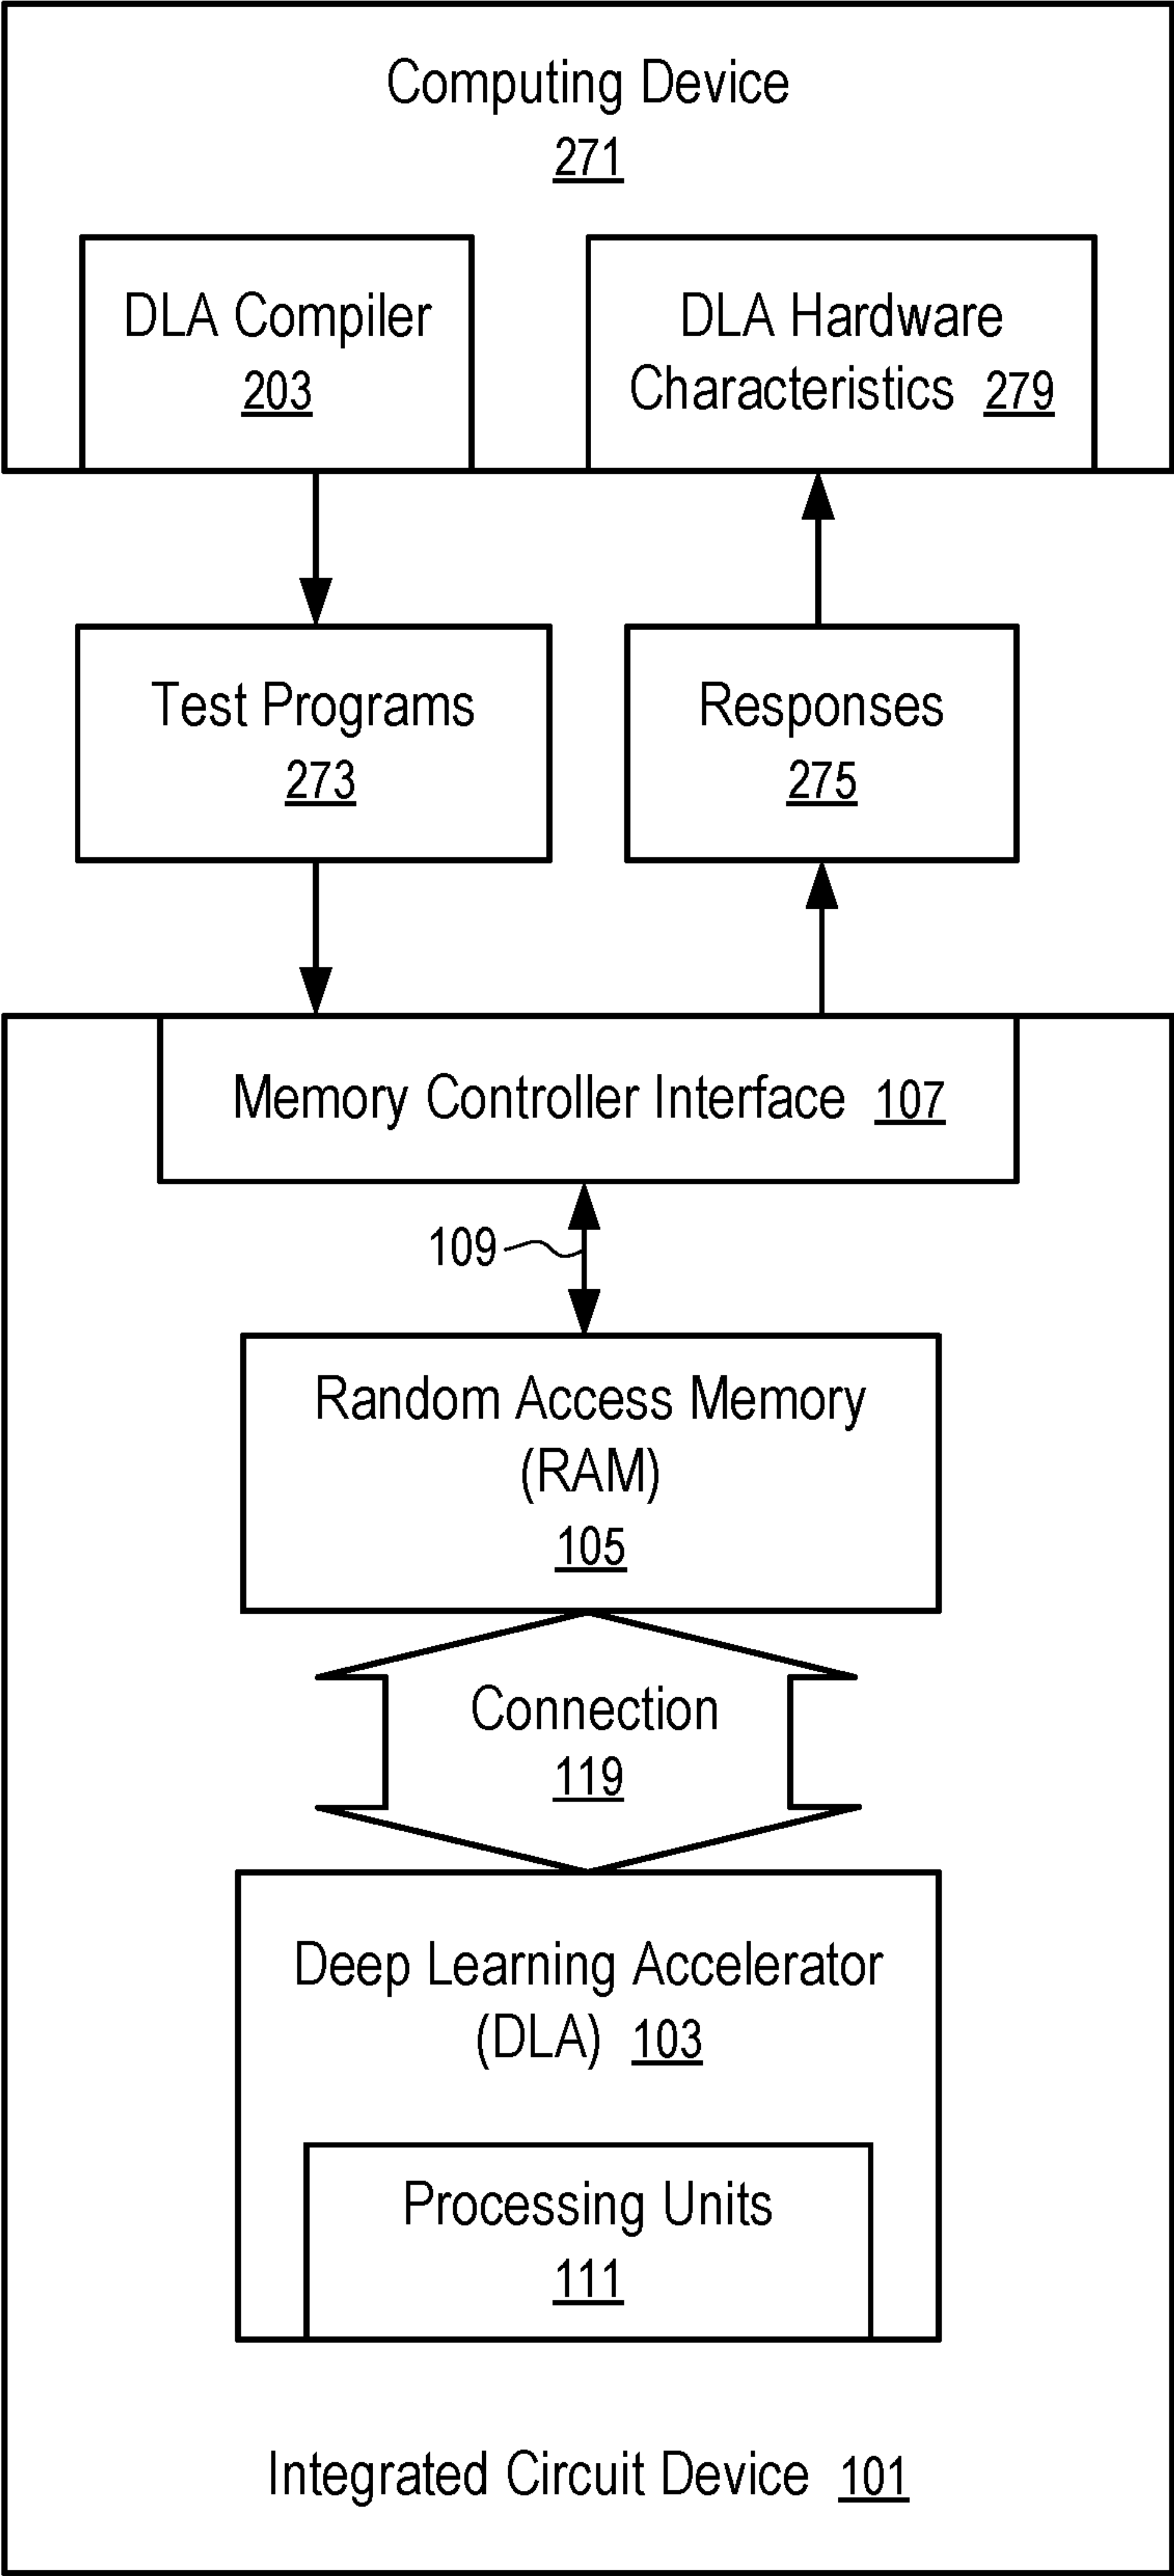 Computing Device
271
DLA Compiler
203
DLA Hardware
Characteristics 279
Test Programs
273
Responses
275
Memory Controller Interface 107
109
Random Access Memory
(RAM)
105
Connection
119
Deep Learning Accelerator
(DLA) 103
Processing Units
111
Integrated Circuit Device 101